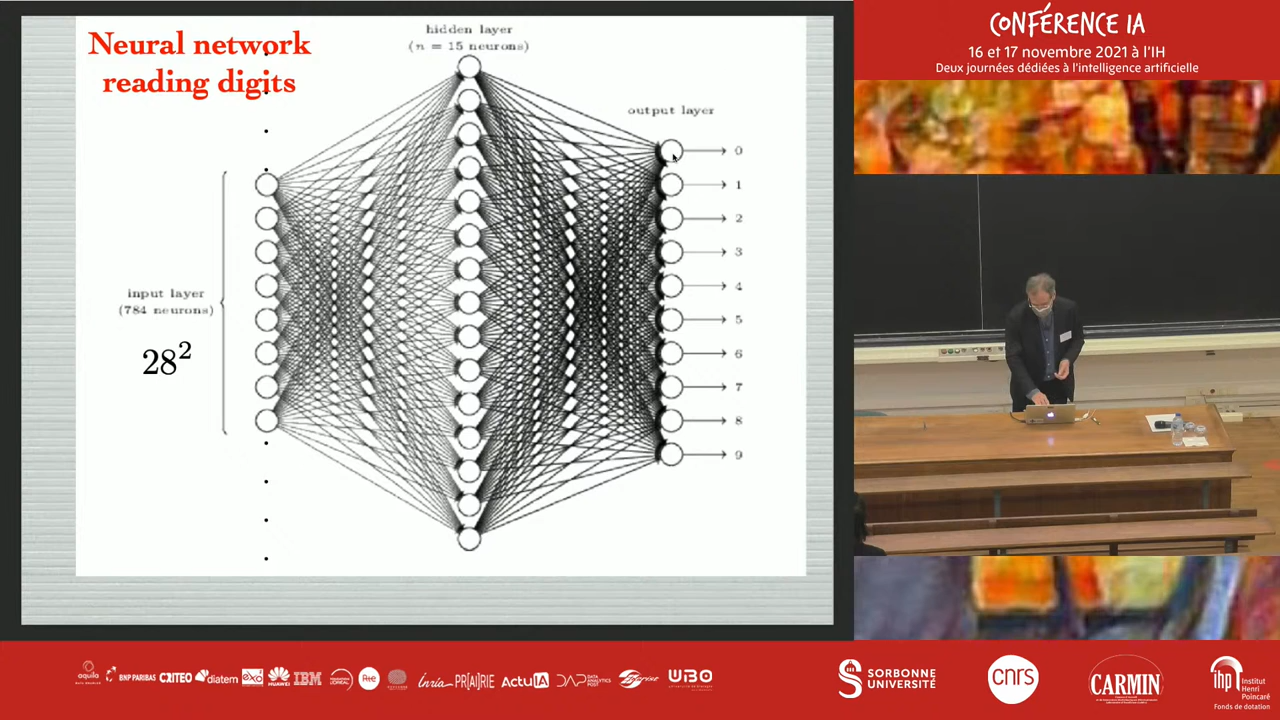 Neural network
reading digits
hidden layer
(n = 15 neurons)
output layer
0
1
2
3
4
5
6
7
8
9
input layer
(784 neurons)
28²
CONFÉRENCE IA
16 et 17 novembre 2021 à l'IH
Deux journées dédiées à l'intelligence artificielle
aquila
BNP PARIBAS
CRITEO
diatem
exo
HUAWEI
IBM
L'ORÉAL
Rte
Inria
PR[AI]RIE
ActuIA
DAP DATA ANALYTICS POST
UBO
SORBONNE
UNIVERSITÉ
cnrs
CARMIN
ihp
Institut
Henri
Poincaré
Fonds de dotation